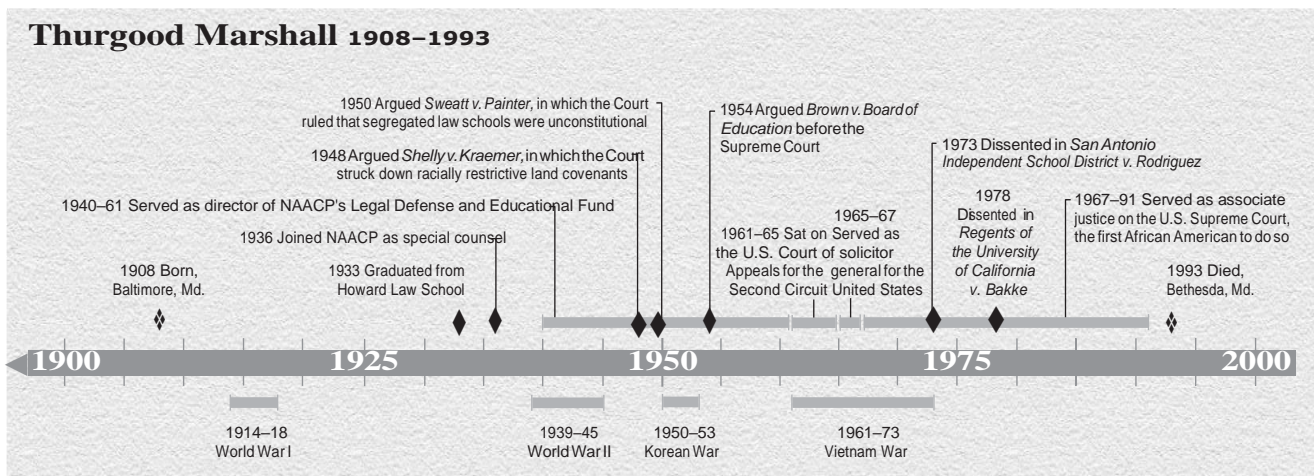 Thurgood Marshall 1908–1993
1950 Argued Sweatt v. Painter, in which the Court
ruled that segregated law schools were unconstitutional
1948 Argued Shelly v. Kraemer, in which the Court
struck down racially restrictive land covenants
1940–61 Served as director of NAACP's Legal Defense and Educational Fund
1936 Joined NAACP as special counsel
1908 Born,
Baltimore, Md.
1933 Graduated from
Howard Law School
1954 Argued Brown v. Board of
Education before the
Supreme Court
1961–65 Sat on
the U.S. Court of
Appeals for the
Second Circuit
1965–67
Served as
solicitor
general for the
United States
1973 Dissented in San Antonio
Independent School District v. Rodriguez
1978
Dissented in
Regents of
the University
of California
v. Bakke
1967–91 Served as associate
justice on the U.S. Supreme Court,
the first African American to do so
1993 Died,
Bethesda, Md.
1900 1925 1950 1975 2000
1914–18
World War I
1939–45
World War II
1950–53
Korean War
1961–73
Vietnam War